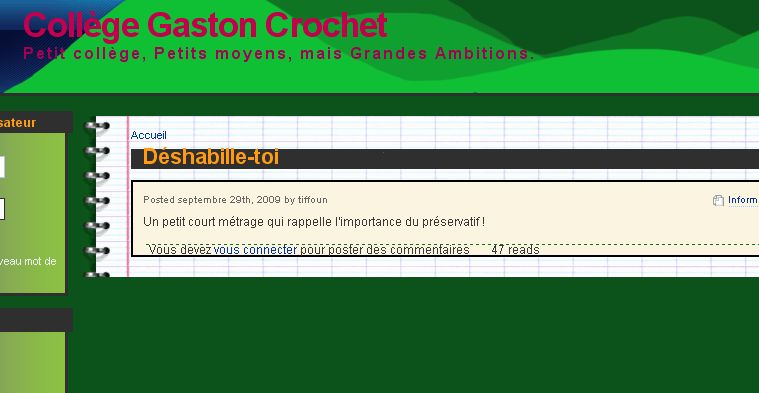 Collège Gaston Crochet
Petit collège, Petits moyens, mais Grandes Ambitions.
sateur
Accueil
Déshabille-toi
Posted septembre 29th, 2009 by tiffoun
Inform
Un petit court métrage qui rappelle l'importance du préservatif !
Vous devez vous connecter pour poster des commentaires 47 reads
veau mot de